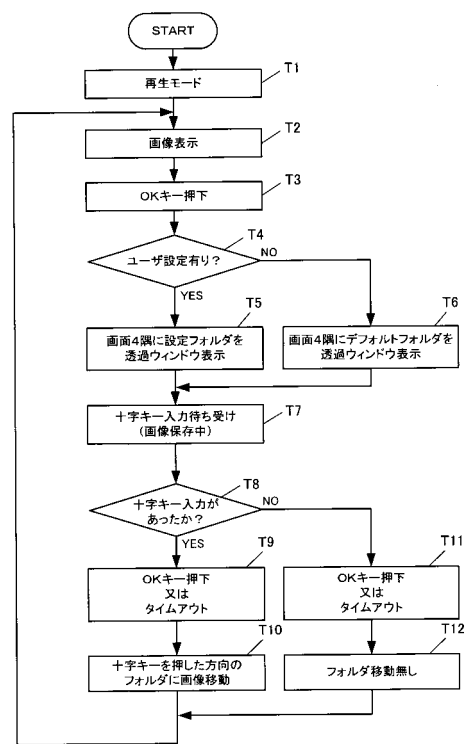 START
T1
再生モード
T2
画像表示
T3
OKキー押下
T4
ユーザ設定有り?
NO
YES
T5
画面4隅に設定フォルダを
透過ウィンドウ表示
T6
画面4隅にデフォルトフォルダを
透過ウィンドウ表示
T7
十字キー入力待ち受け
(画像保存中)
T8
十字キー入力が
あったか?
NO
YES
T9
OKキー押下
又は
タイムアウト
T11
OKキー押下
又は
タイムアウト
T10
十字キーを押した方向の
フォルダに画像移動
T12
フォルダ移動無し